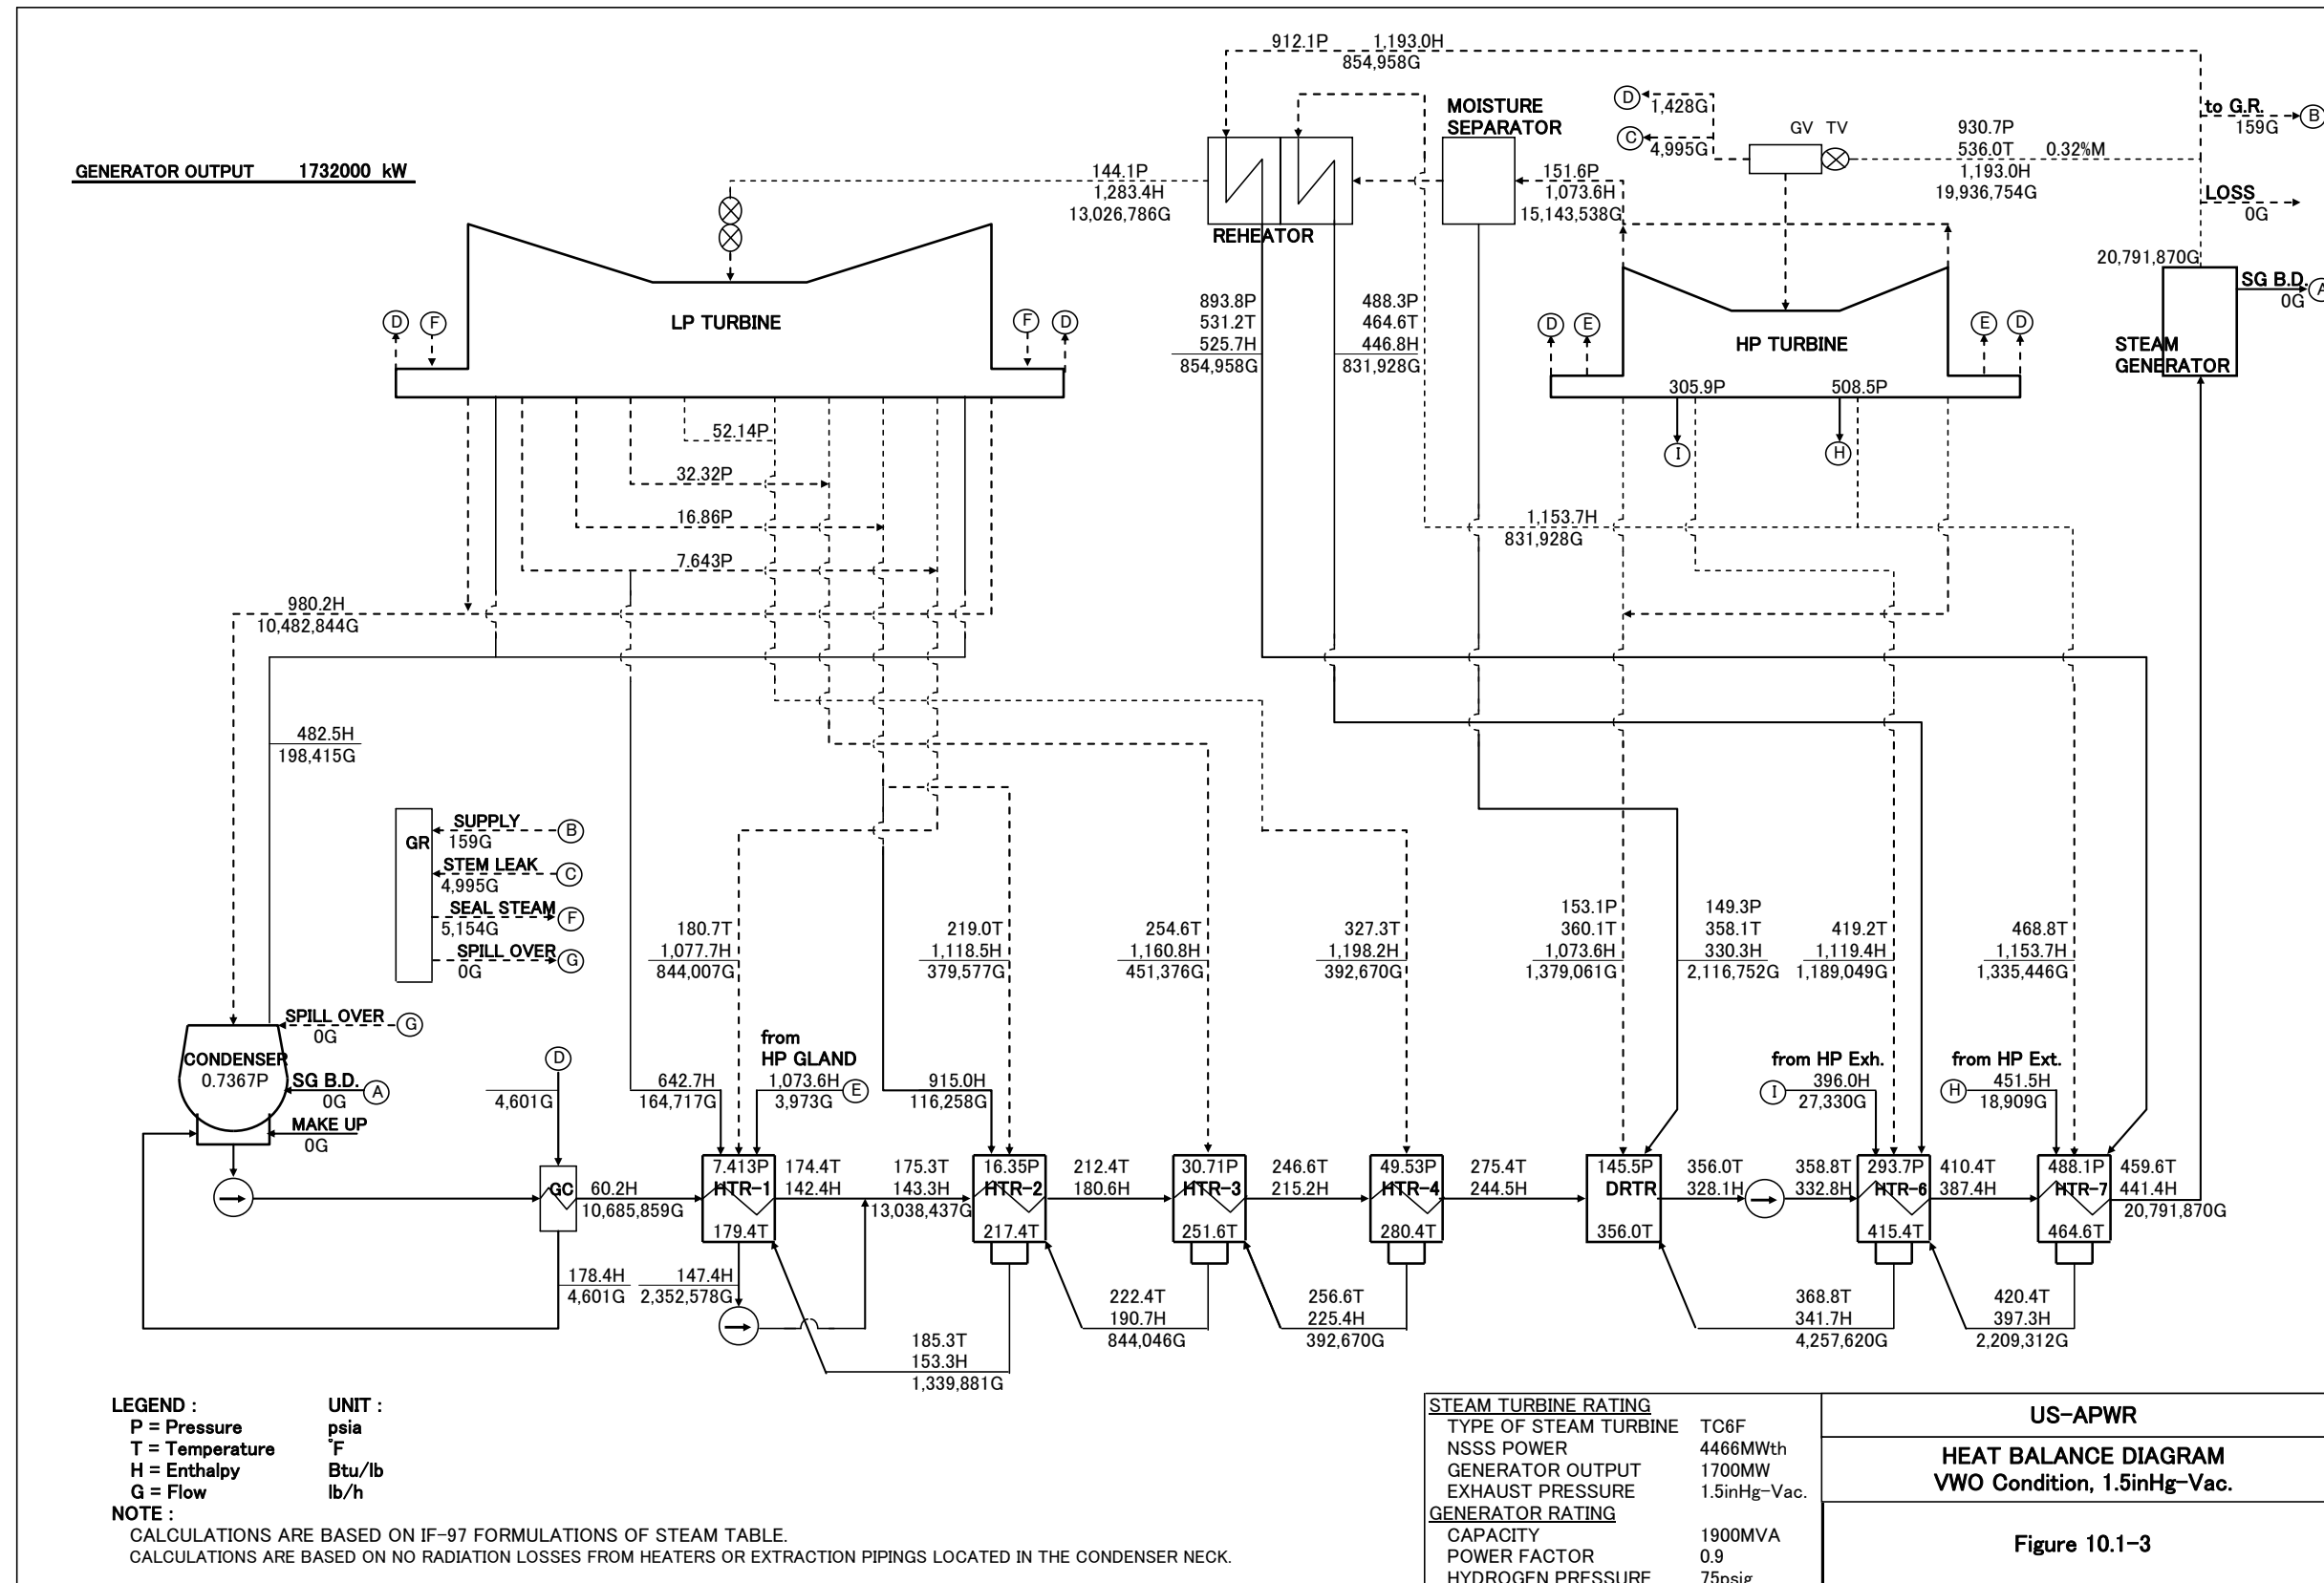 912.1P 1,193.0H
854,958G
to G.R.
159G
B
D
1,428G
C
4,995G
GV TV
930.7P
536.0T 0.32%M
1,193.0H
19,936,754G
LOSS
0G
MOISTURE
SEPARATOR
GENERATOR OUTPUT 1732000 kW
144.1P
1,283.4H
13,026,786G
REHEATOR
151.6P
1,073.6H
15,143,538G
20,791,870G
SG B.D.
0G
A
STEAM
GENERATOR
D
F
LP TURBINE
F
D
893.8P
531.2T
525.7H
854,958G
488.3P
464.6T
446.8H
831,928G
D
E
HP TURBINE
E
D
305.9P
508.5P
I
H
52.14P
32.32P
16.86P
7.643P
1,153.7H
831,928G
980.2H
10,482,844G
482.5H
198,415G
GR
SUPPLY
159G
B
STEM LEAK
4,995G
C
SEAL STEAM
5,154G
F
SPILL OVER
0G
G
180.7T
1,077.7H
844,007G
219.0T
1,118.5H
379,577G
254.6T
1,160.8H
451,376G
327.3T
1,198.2H
392,670G
153.1P
360.1T
1,073.6H
1,379,061G
149.3P
358.1T
330.3H
2,116,752G
419.2T
1,119.4H
1,189,049G
468.8T
1,153.7H
1,335,446G
SPILL OVER
0G
G
CONDENSER
0.7367P
SG B.D.
0G
A
MAKE UP
0G
D
4,601G
642.7H
164,717G
from
HP GLAND
1,073.6H
3,973G
E
915.0H
116,258G
from HP Exh.
I
396.0H
27,330G
from HP Ext.
H
451.5H
18,909G
GC
60.2H
10,685,859G
7.413P
HTR-1
179.4T
174.4T
142.4H
175.3T
143.3H
13,038,437G
16.35P
HTR-2
217.4T
212.4T
180.6H
30.71P
HTR-3
251.6T
246.6T
215.2H
49.53P
HTR-4
280.4T
275.4T
244.5H
145.5P
DRTR
356.0T
356.0T
328.1H
358.8T
332.8H
293.7P
HTR-6
415.4T
410.4T
387.4H
488.1P
HTR-7
464.6T
459.6T
441.4H
20,791,870G
178.4H
4,601G
147.4H
2,352,578G
185.3T
153.3H
1,339,881G
222.4T
190.7H
844,046G
256.6T
225.4H
392,670G
368.8T
341.7H
4,257,620G
420.4T
397.3H
2,209,312G
LEGEND : UNIT :
P = Pressure psia
T = Temperature °F
H = Enthalpy Btu/lb
G = Flow lb/h
NOTE :
CALCULATIONS ARE BASED ON IF-97 FORMULATIONS OF STEAM TABLE.
CALCULATIONS ARE BASED ON NO RADIATION LOSSES FROM HEATERS OR EXTRACTION PIPINGS LOCATED IN THE CONDENSER NECK.
STEAM TURBINE RATING
TYPE OF STEAM TURBINE TC6F
NSSS POWER 4466MWth
GENERATOR OUTPUT 1700MW
EXHAUST PRESSURE 1.5inHg-Vac.
GENERATOR RATING
CAPACITY 1900MVA
POWER FACTOR 0.9
HYDROGEN PRESSURE 75psig
US-APWR
HEAT BALANCE DIAGRAM
VWO Condition, 1.5inHg-Vac.
Figure 10.1-3